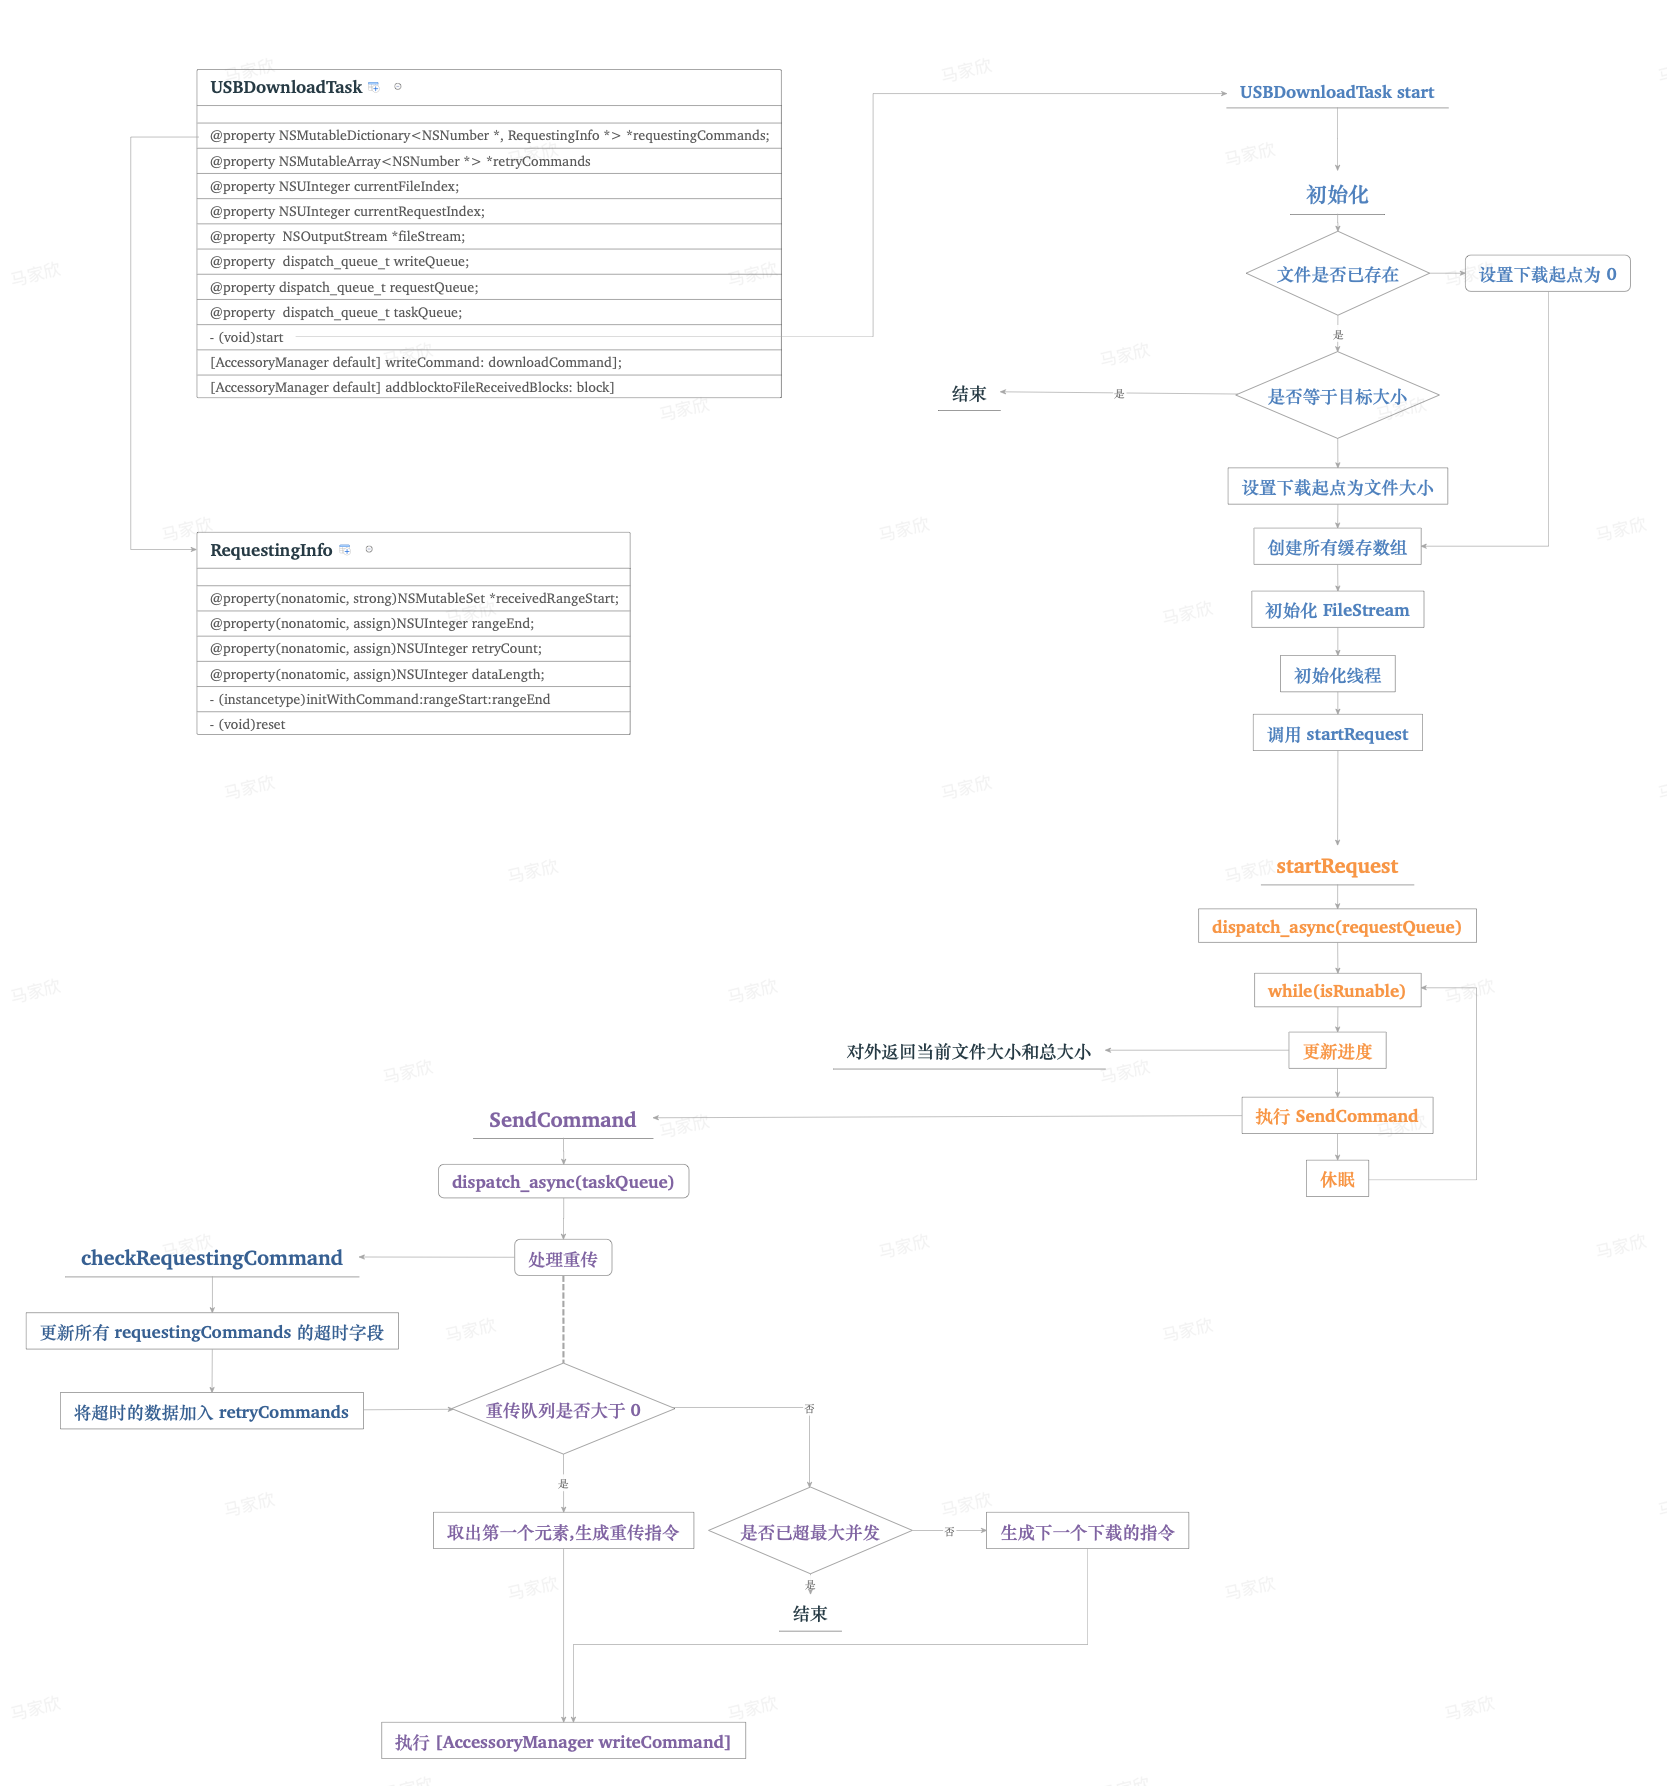 USBDownloadTask
@property NSMutableDictionary<NSNumber *, RequestingInfo *> *requestingCommands;
@property NSMutableArray<NSNumber *> *retryCommands
@property NSUInteger currentFileIndex;
@property NSUInteger currentRequestIndex;
@property  NSOutputStream *fileStream;
@property  dispatch_queue_t writeQueue;
@property dispatch_queue_t requestQueue;
@property  dispatch_queue_t taskQueue;
- (void)start
[AccessoryManager default] writeCommand: downloadCommand];
[AccessoryManager default] addblocktoFileReceivedBlocks: block]
RequestingInfo
@property(nonatomic, strong)NSMutableSet *receivedRangeStart;
@property(nonatomic, assign)NSUInteger rangeEnd;
@property(nonatomic, assign)NSUInteger retryCount;
@property(nonatomic, assign)NSUInteger dataLength;
- (instancetype)initWithCommand:rangeStart:rangeEnd
- (void)reset
USBDownloadTask start
初始化
文件是否已存在
设置下载起点为 0
是
是否等于目标大小
是
结束
设置下载起点为文件大小
创建所有缓存数组
初始化 FileStream
初始化线程
调用 startRequest
startRequest
dispatch_async(requestQueue)
while(isRunable)
更新进度
对外返回当前文件大小和总大小
执行 SendCommand
休眠
SendCommand
dispatch_async(taskQueue)
处理重传
checkRequestingCommand
更新所有 requestingCommands 的超时字段
将超时的数据加入 retryCommands
重传队列是否大于 0
否
是
取出第一个元素,生成重传指令
是否已超最大并发
否
生成下一个下载的指令
是
结束
执行 [AccessoryManager writeCommand]
马家欣